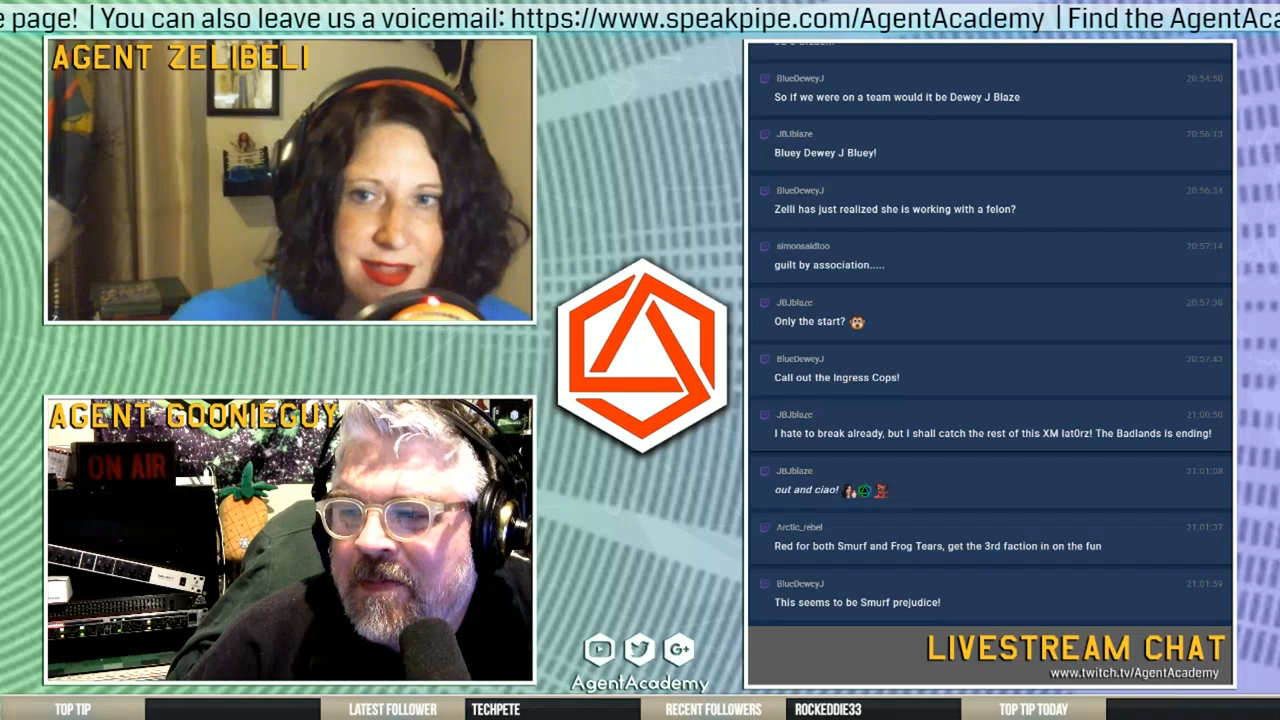 e page! | You can also leave us a voicemail: https://www.speakpipe.com/AgentAcademy | Find the AgentAca
AGENT ZELIBELI
AGENT GOONIEGUY
ON AIR
AgentAcademy
BlueDeweyJ 20:54:50
So if we were on a team would it be Dewey J Blaze
JBJblaze 20:56:13
Bluey Dewey J Bluey!
BlueDeweyJ 20:56:34
Zelli has just realized she is working with a felon?
simonsaidtoo 20:57:14
guilt by association.....
JBJblaze 20:57:38
Only the start? 🙊
BlueDeweyJ 20:57:43
Call out the Ingress Cops!
JBJblaze 21:00:50
I hate to break already, but I shall catch the rest of this XM lat0rz! The Badlands is ending!
JBJblaze 21:01:08
out and ciao!
Arctic_rebel 21:01:37
Red for both Smurf and Frog Tears, get the 3rd faction in on the fun
BlueDeweyJ 21:01:59
This seems to be Smurf prejudice!
LIVESTREAM CHAT
www.twitch.tv/AgentAcademy
TOP TIP LATEST FOLLOWER TECHPETE RECENT FOLLOWERS ROCKEDDIE33 TOP TIP TODAY